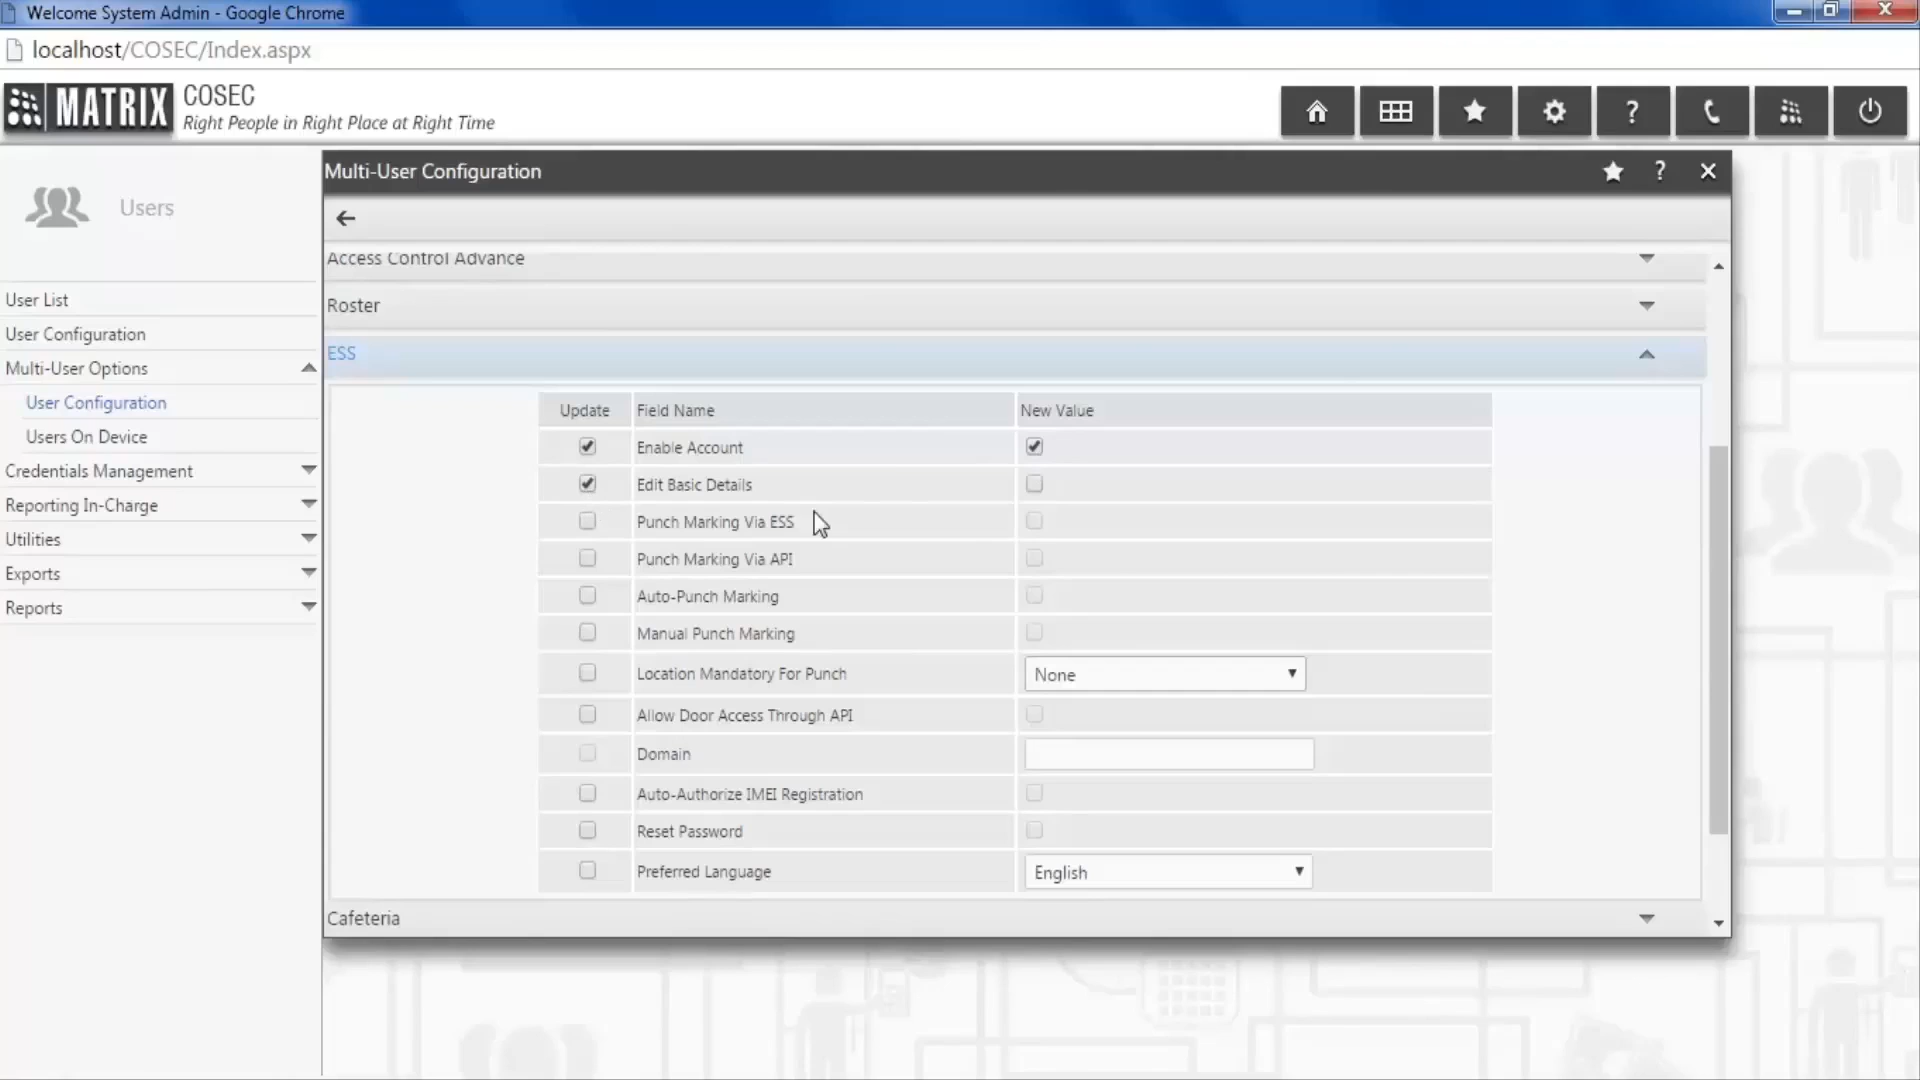 Welcome System Admin - Google Chrome
localhost/COSEC/Index.aspx
MATRIX
COSEC
Right People in Right Place at Right Time
?
Multi-User Configuration
?
Users
Access Control Advance
User List
Roster
User Configuration
ESS
Multi-User Options
User Configuration
Update Field Name New Value
Users On Device
Enable Account
Credentials Management
Edit Basic Details
Reporting In-Charge
Punch Marking Via ESS
Utilities
Punch Marking Via API
Exports
Auto-Punch Marking
Reports
Manual Punch Marking
Location Mandatory For Punch None
Allow Door Access Through API
Domain
Auto-Authorize IMEI Registration
Reset Password
Preferred Language English
Cafeteria